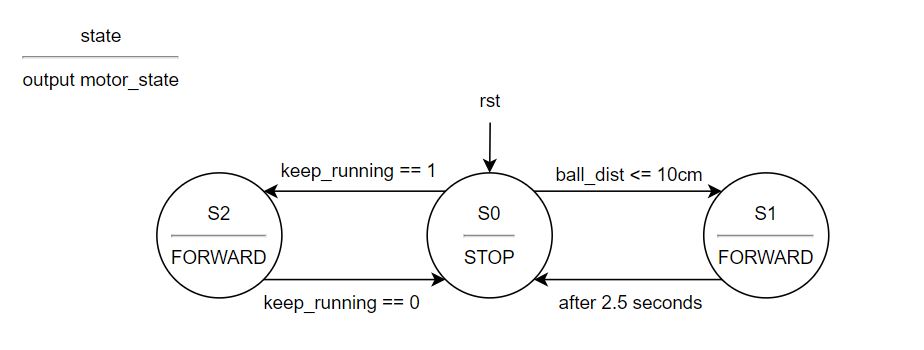 state
output motor_state
rst
keep_running == 1
ball_dist <= 10cm
S2
FORWARD
S0
STOP
S1
FORWARD
keep_running == 0
after 2.5 seconds